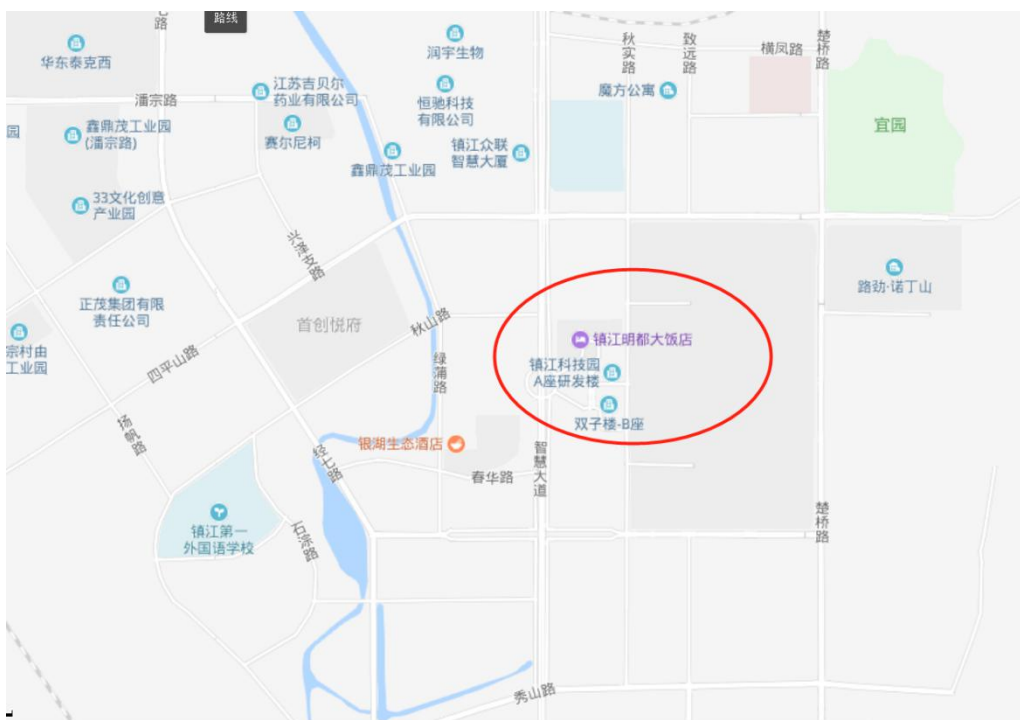 路线
路
秋实路
致远路
楚桥路
横凤路
华东泰克西
润宇生物
江苏吉贝尔
药业有限公司
恒驰科技
有限公司
魔方公寓
潘宗路
园
鑫鼎茂工业园
(潘宗路)
赛尔尼柯
镇江众联
智慧大厦
宜园
鑫鼎茂工业园
33文化创意
产业园
兴泽支路
正茂集团有限
责任公司
首创悦府
秋山路
路劲·诺丁山
宗村由
工业园
四平山路
绿蒲路
镇江明都大饭店
镇江科技园
A座研发楼
双子楼-B座
扬帆路
银湖生态酒店
经七路
春华路
智慧大道
镇江第一
外国语学校
楚桥路
秀山路